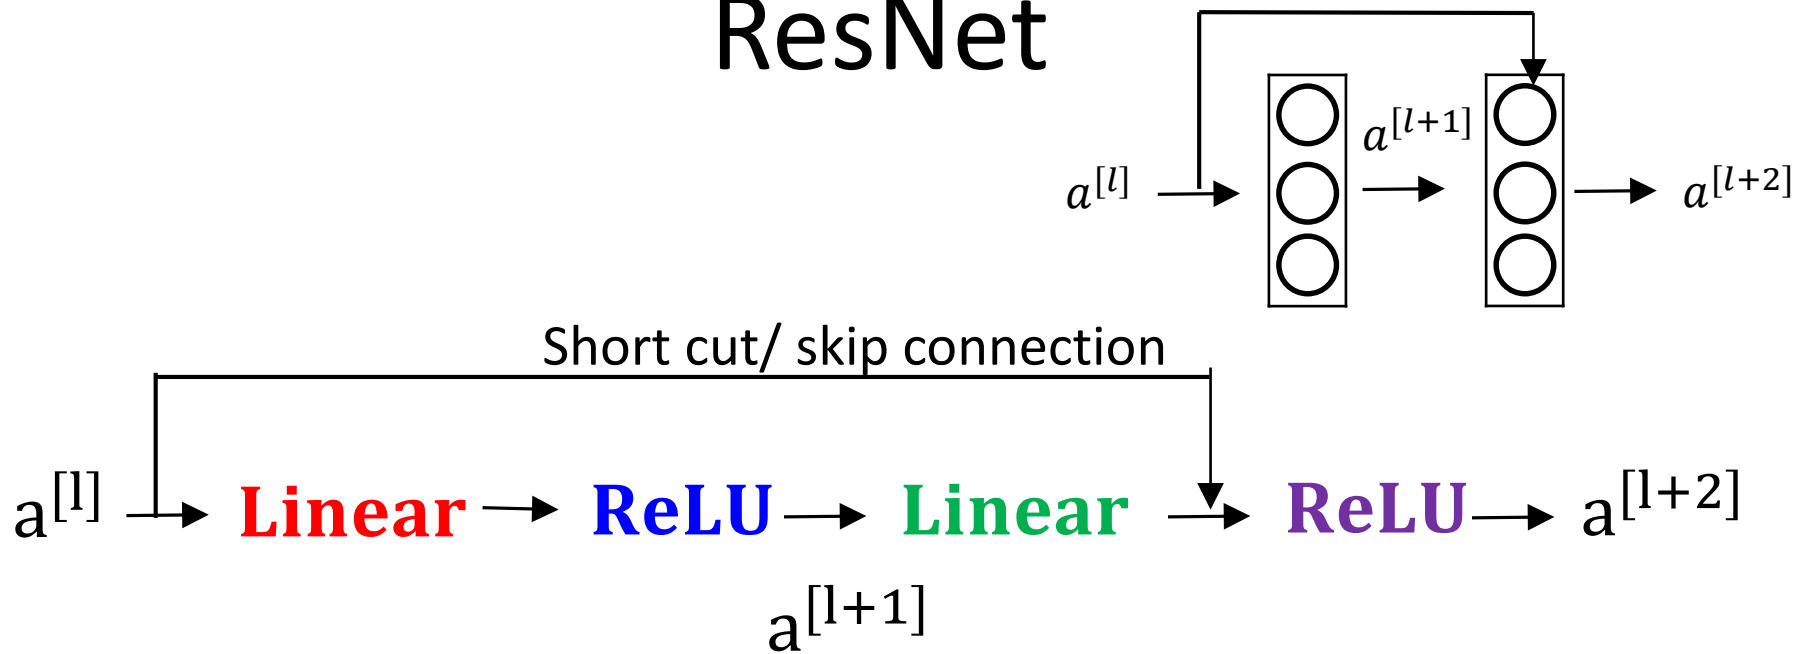 ResNet
a^[l] a^[l+1] a^[l+2]
Short cut/ skip connection
a^[l] Linear ReLU Linear ReLU a^[l+2]
a^[l+1]